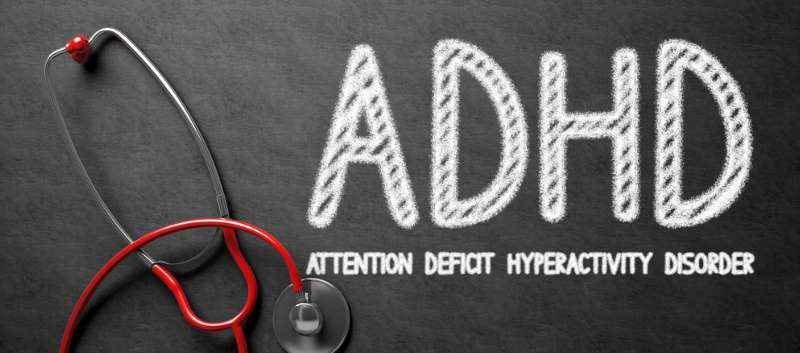 ADHD
ATTENTION DEFICIT HYPERACTIVITY DISORDER